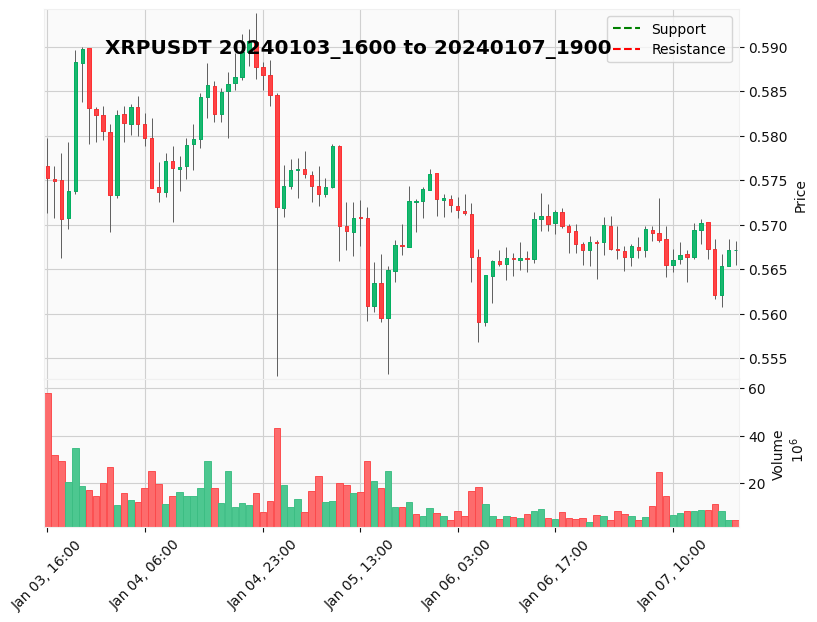 XRPUSDT 20240103_1600 to 20240107_1900
Support
Resistance
0.590
0.585
0.580
0.575
0.570
0.565
0.560
0.555
Price
60
40
20
Volume
10^6
Jan 03, 16:00
Jan 04, 06:00
Jan 04, 23:00
Jan 05, 13:00
Jan 06, 03:00
Jan 06, 17:00
Jan 07, 10:00